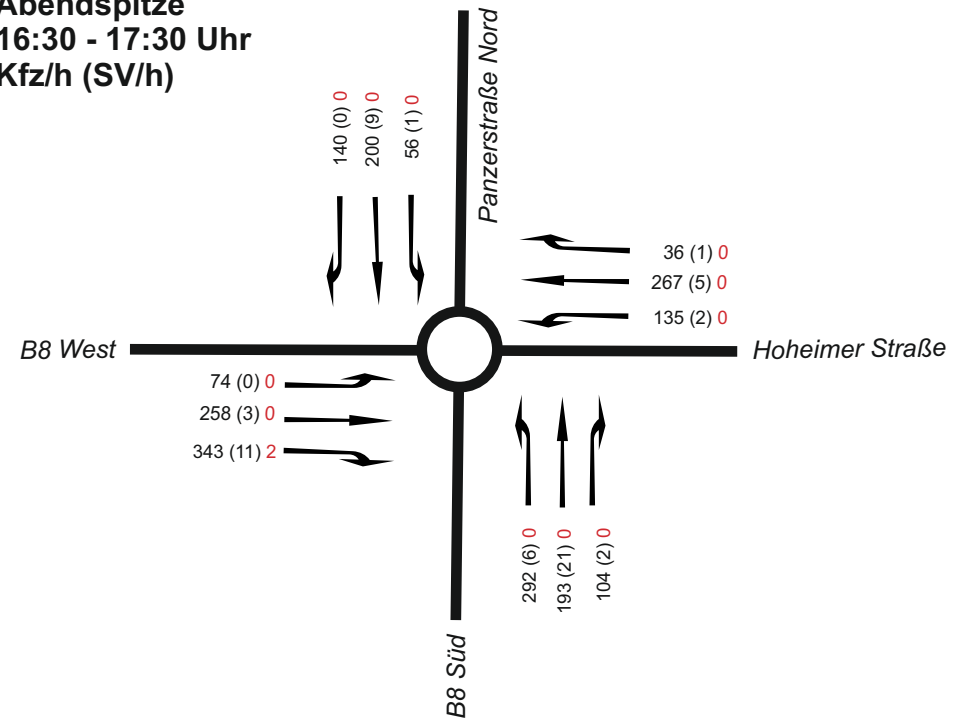 Abendspitze
16:30 - 17:30 Uhr
Kfz/h (SV/h)
Panzerstraße Nord
140 (0) 0
200 (9) 0
56 (1) 0
36 (1) 0
267 (5) 0
135 (2) 0
B8 West
Hoheimer Straße
74 (0) 0
258 (3) 0
343 (11) 2
292 (6) 0
193 (21) 0
104 (2) 0
B8 Süd